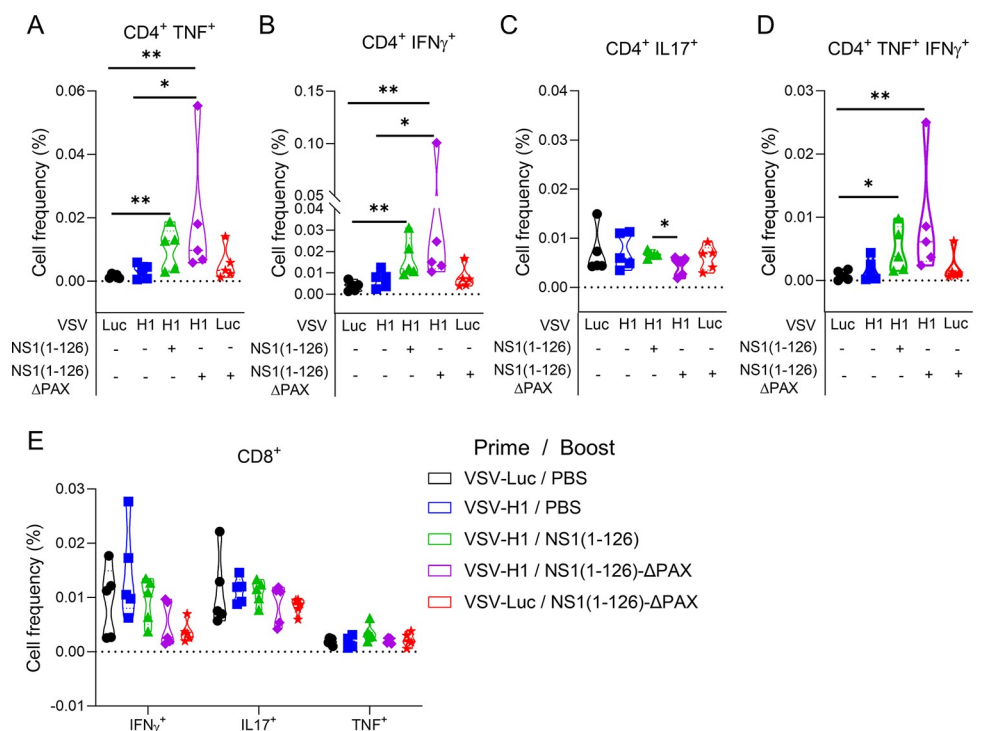 A
CD4+ TNF+
**
*
**
Cell frequency (%)
0.06
0.04
0.02
0.00
VSV Luc H1 H1 H1 Luc
NS1(1-126) - - + - -
NS1(1-126) ΔPAX - - - + +
B
CD4+ IFNγ+
**
*
**
Cell frequency (%)
0.15
0.10
0.05
0.04
0.03
0.02
0.01
0.00
VSV Luc H1 H1 H1 Luc
NS1(1-126) - - + - -
NS1(1-126) ΔPAX - - - + +
C
CD4+ IL17+
*
Cell frequency (%)
0.04
0.03
0.02
0.01
0.00
VSV Luc H1 H1 H1 Luc
NS1(1-126) - - + - -
NS1(1-126) ΔPAX - - - + +
D
CD4+ TNF+ IFNγ+
**
*
Cell frequency (%)
0.03
0.02
0.01
0.00
VSV Luc H1 H1 H1 Luc
NS1(1-126) - - + - -
NS1(1-126) ΔPAX - - - + +
E
CD8+
Cell frequency (%)
0.03
0.02
0.01
0.00
-0.01
IFNγ+ IL17+ TNF+
Prime / Boost
VSV-Luc / PBS
VSV-H1 / PBS
VSV-H1 / NS1(1-126)
VSV-H1 / NS1(1-126)-ΔPAX
VSV-Luc / NS1(1-126)-ΔPAX